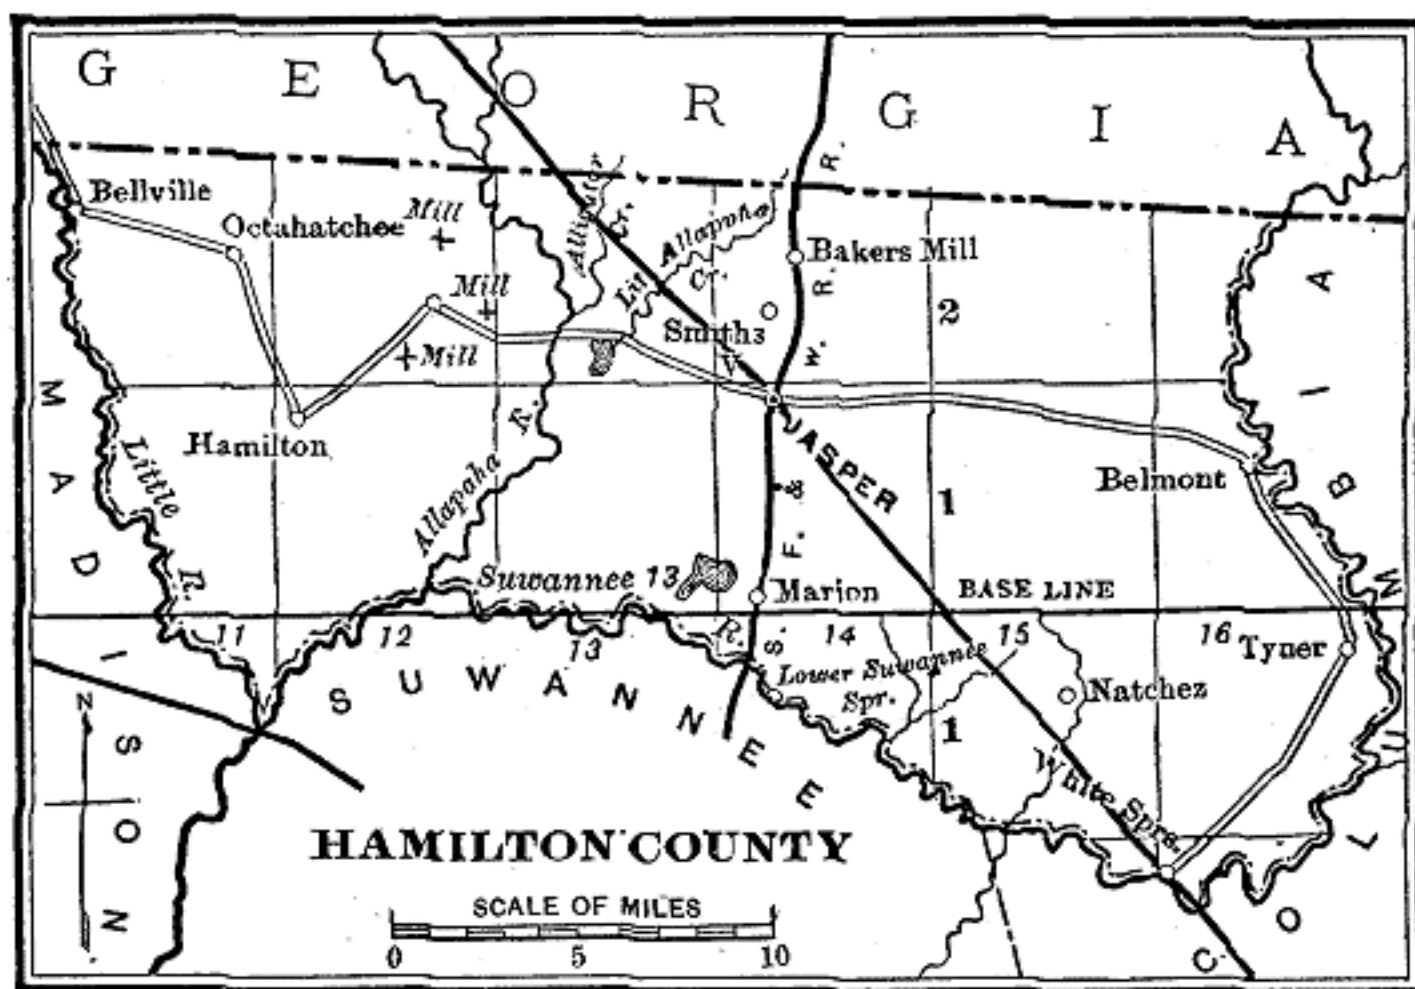 GEORGIA
Bellville
Octahatchee
Mill
Alligator Cr.
Lit Allapaha Cr.
R.
Bakers Mill
R.
Mill
2
Smiths
W.
Mill
V
JASPER
Hamilton
Allapaha R.
Little R.
Belmont
&
1
F.
Suwannee
13
Marion
BASE LINE
11
12
13
R.
S.
14
15
16
Tyner
Lower Suwannee
Spr.
Natchez
MADISON
SUWANNEE
1
White Sprs.
COLUMBIA
N
HAMILTON COUNTY
SCALE OF MILES
0 5 10